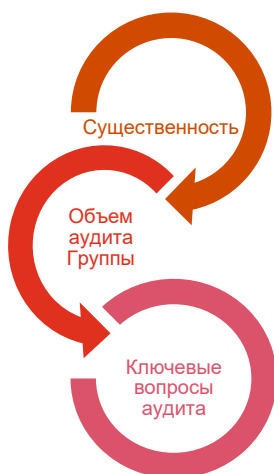 Существенность
Объем
аудита
Группы
Ключевые
вопросы
аудита